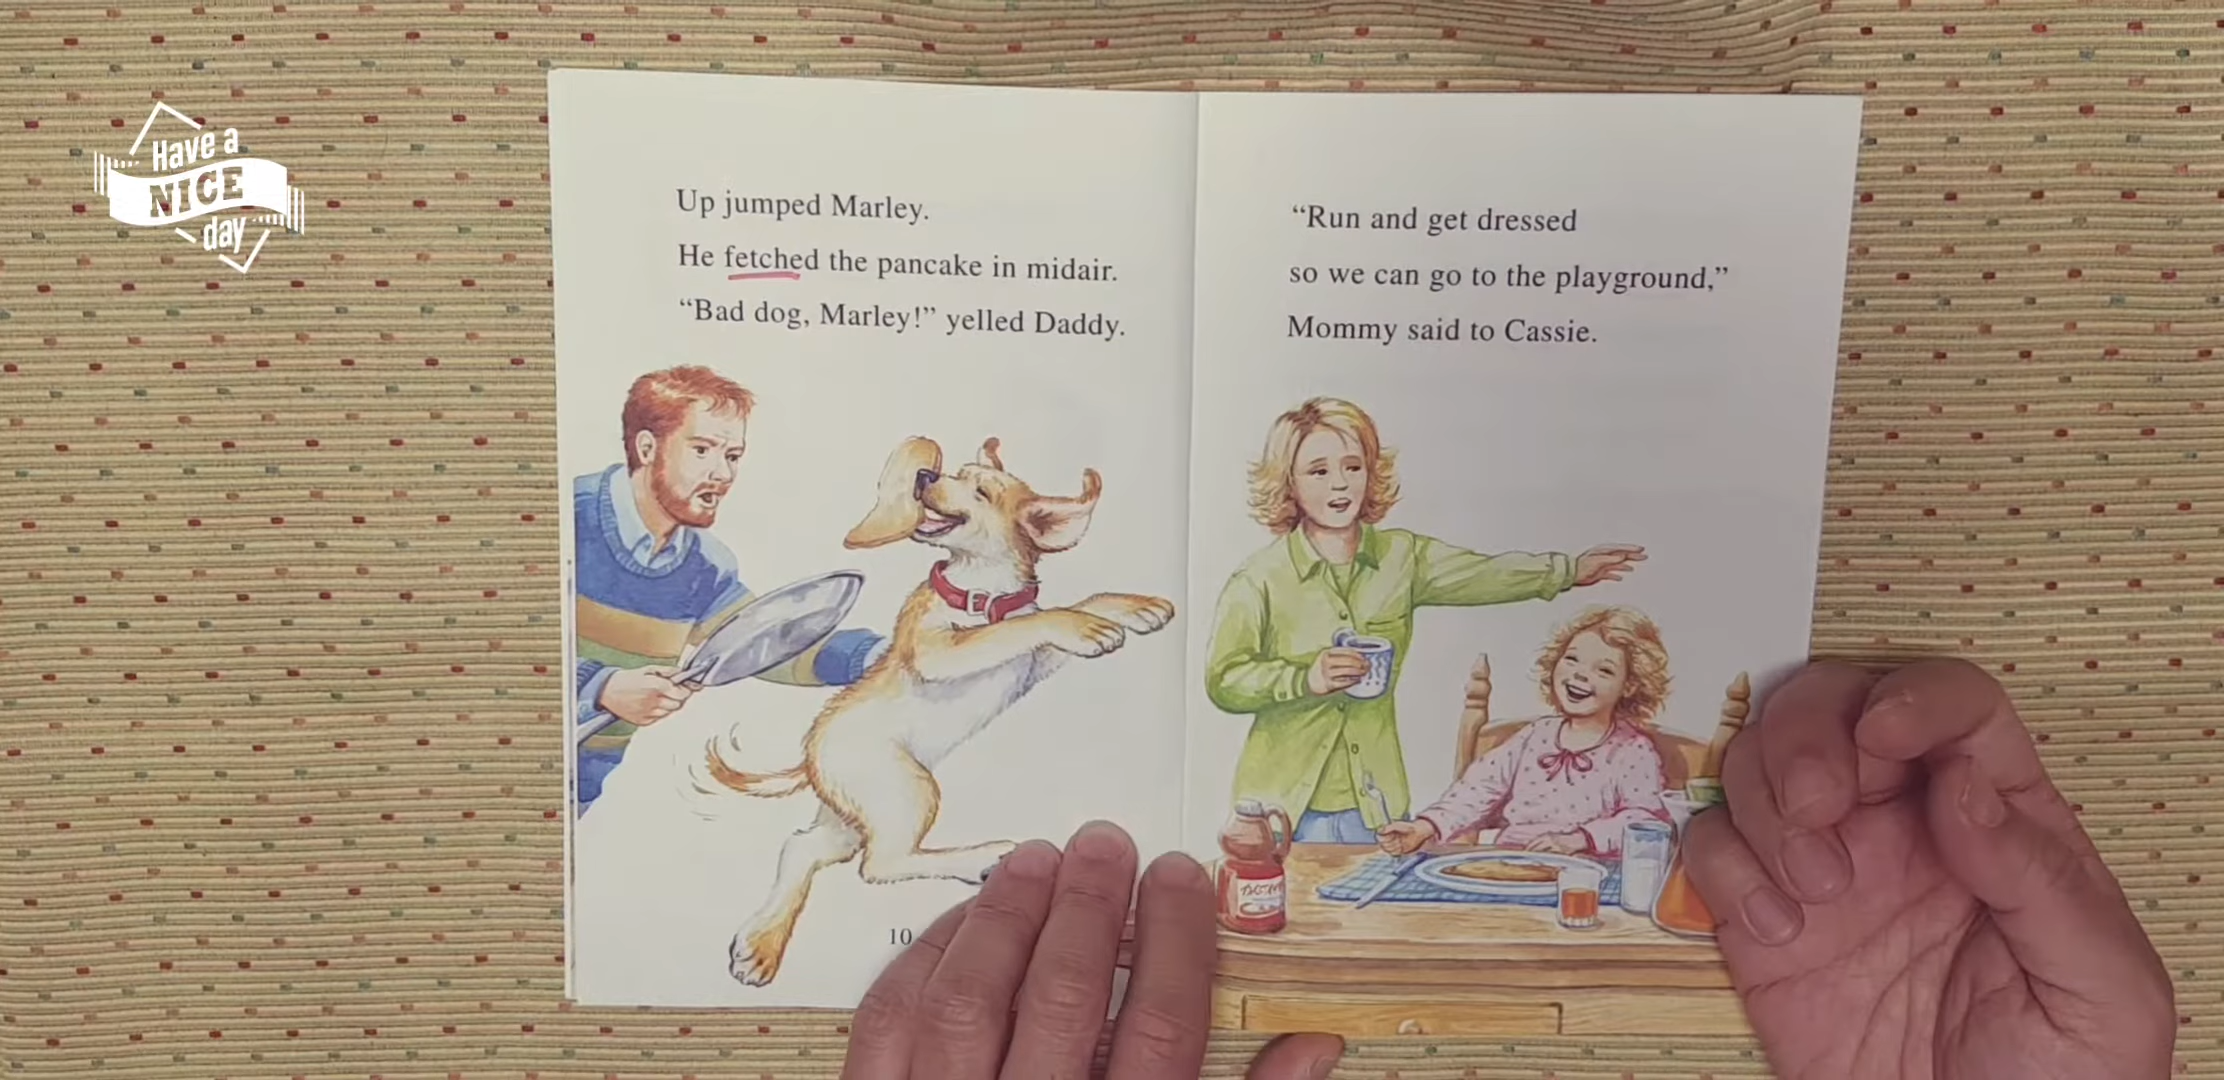 Have a
NICE
day
Up jumped Marley.
He fetched the pancake in midair.
“Bad dog, Marley!” yelled Daddy.
10
“Run and get dressed
so we can go to the playground,”
Mommy said to Cassie.